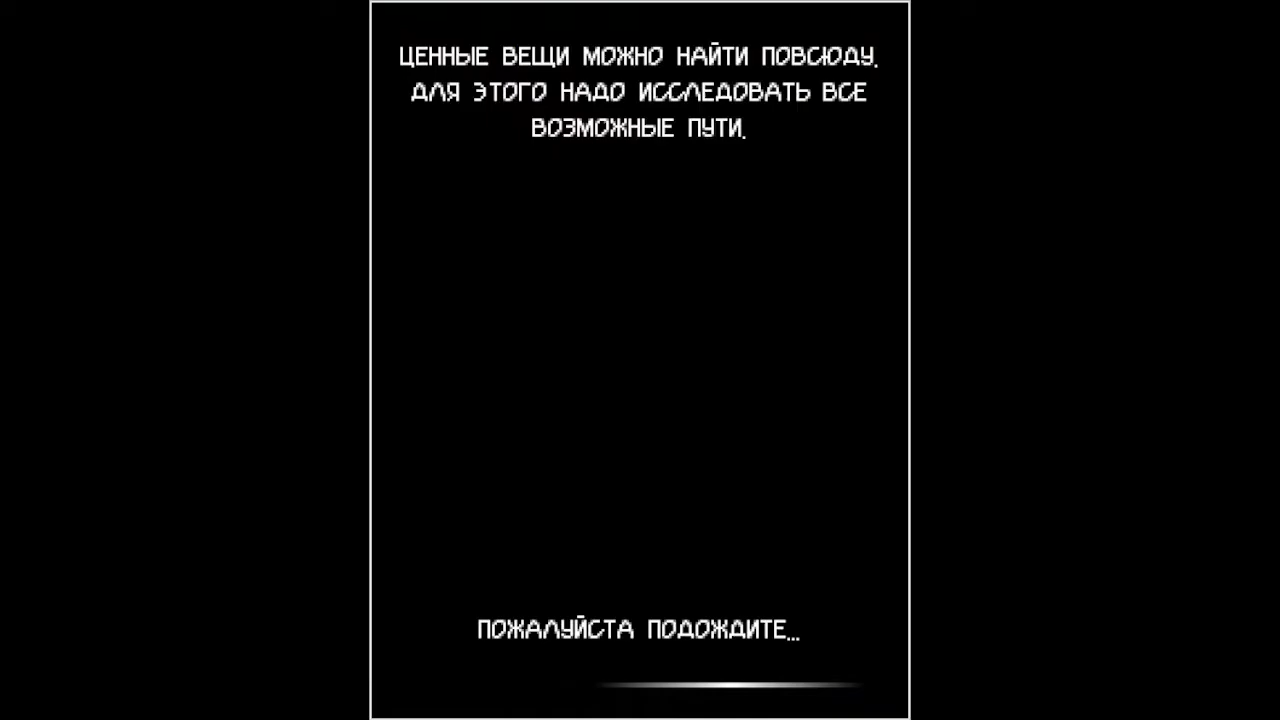 ЦЕННЫЕ ВЕЩИ МОЖНО НАЙТИ ПОВСЮДУ.
ДЛЯ ЭТОГО НАДО ИССЛЕДОВАТЬ ВСЕ
ВОЗМОЖНЫЕ ПУТИ.
ПОЖАЛУЙСТА ПОДОЖДИТЕ...